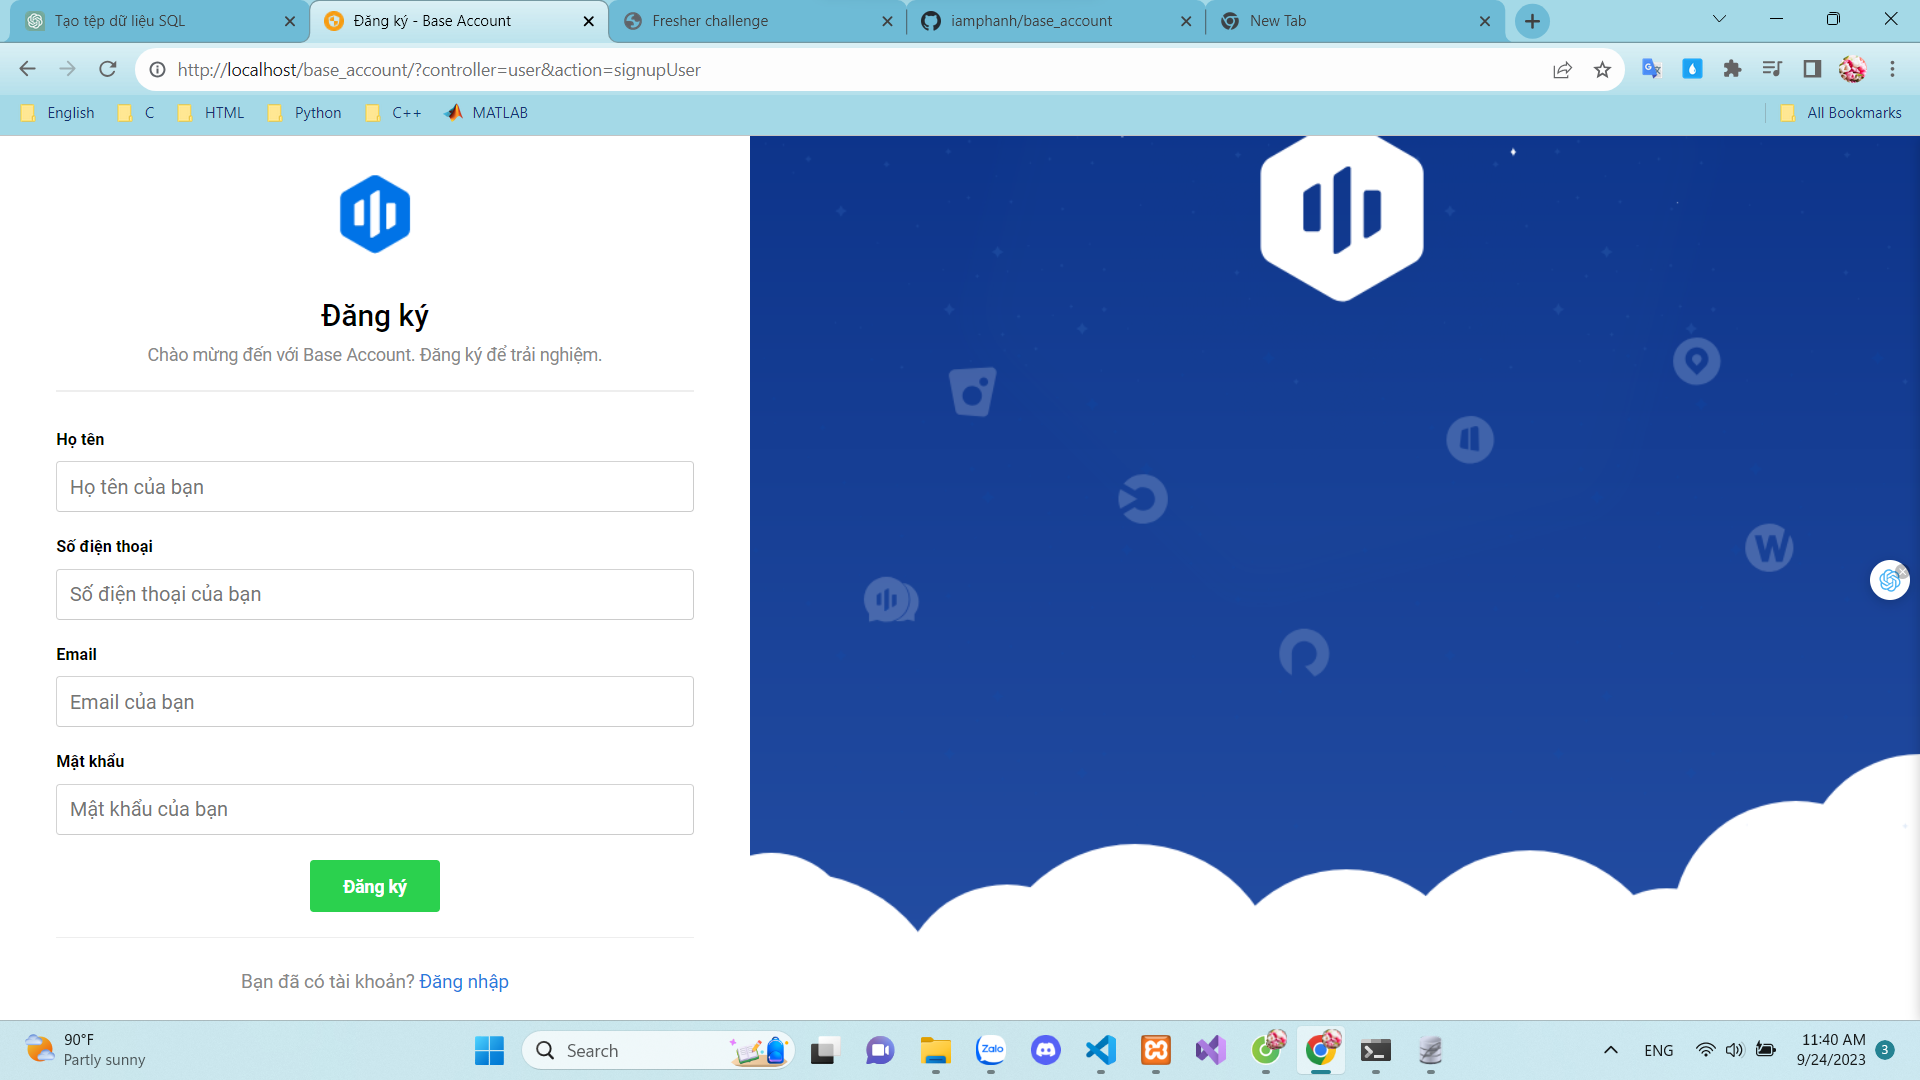 Tạo tệp dữ liệu SQL
Đăng ký - Base Account
Fresher challenge
iamphanh/base_account
New Tab
http://localhost/base_account/?controller=user&action=signupUser
English
C
HTML
Python
C++
MATLAB
All Bookmarks
Đăng ký
Chào mừng đến với Base Account. Đăng ký để trải nghiệm.
Họ tên
Họ tên của bạn
Số điện thoại
Số điện thoại của bạn
Email
Email của bạn
Mật khẩu
Mật khẩu của bạn
Đăng ký
Bạn đã có tài khoản? Đăng nhập
W
90°F
Partly sunny
Search
Zalo
ENG
11:40 AM
9/24/2023
3